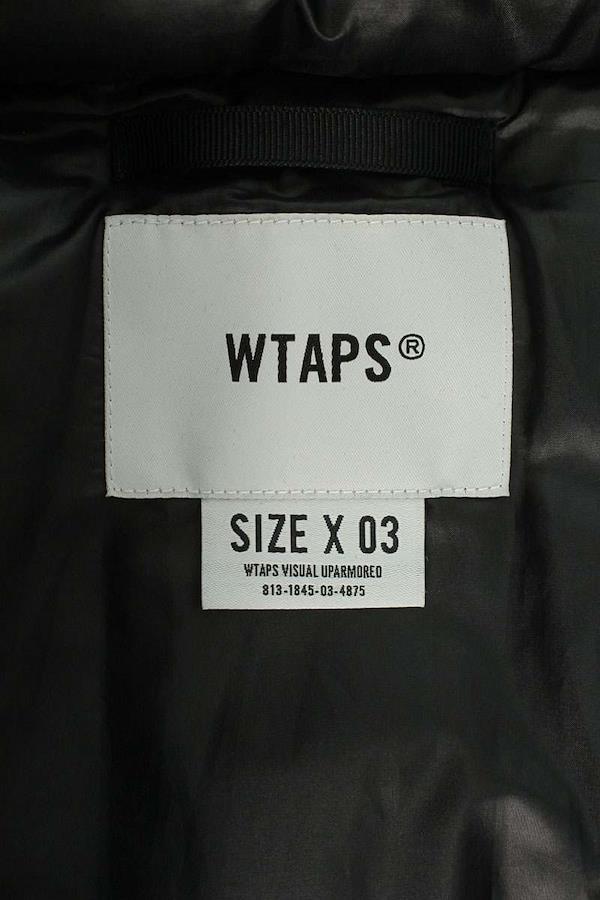 WTAPS®
SIZE X 03
WTAPS VISUAL UPARMORED
813-1845-03-4875